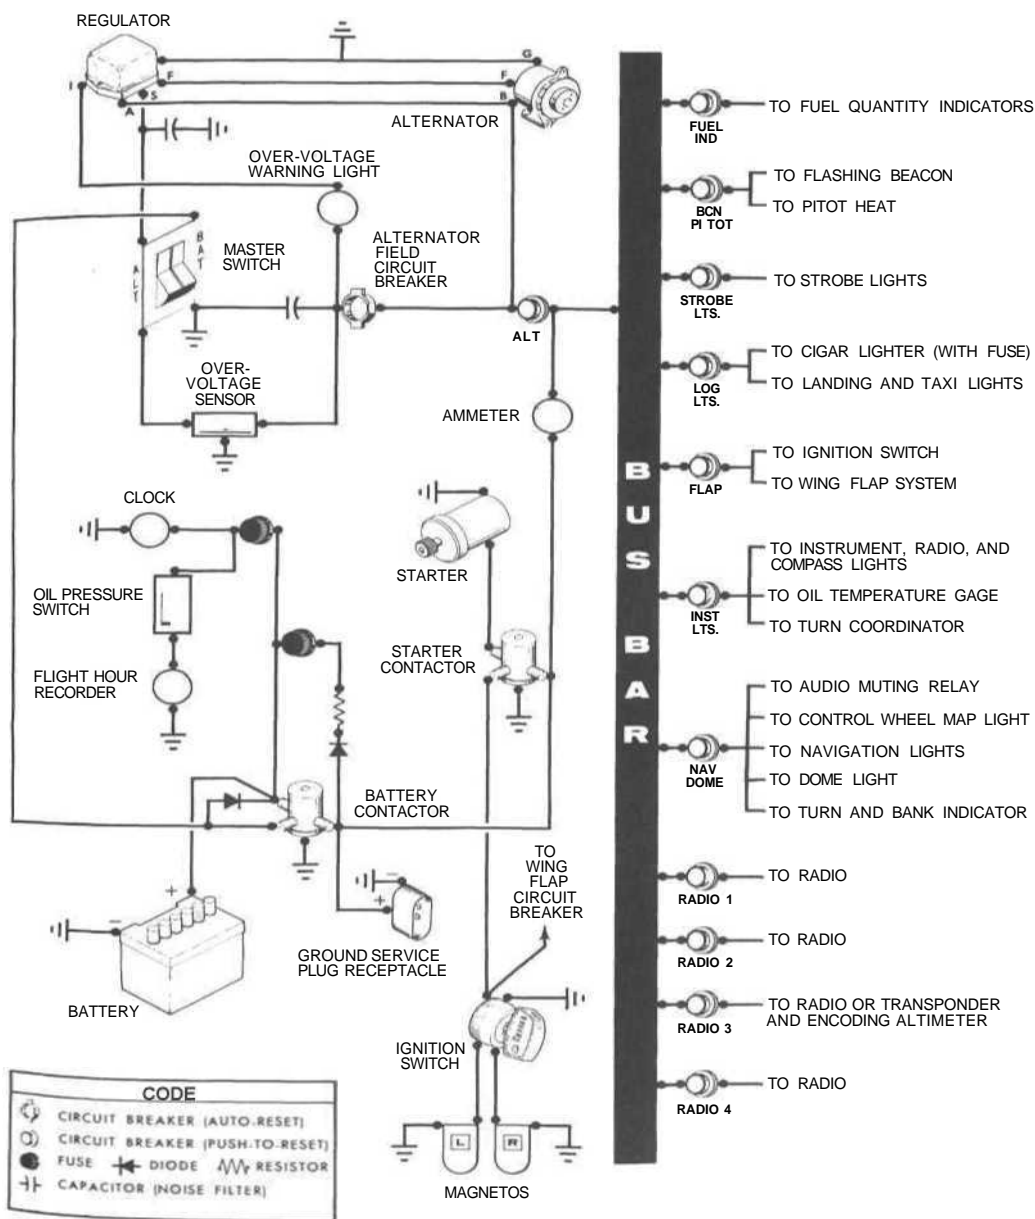 REGULATOR
G
F
F
I
S
A
B
ALTERNATOR
OVER-VOLTAGE
WARNING LIGHT
BAT
ALT
MASTER
SWITCH
ALTERNATOR
FIELD
CIRCUIT
BREAKER
ALT
OVER-
VOLTAGE
SENSOR
AMMETER
CLOCK
OIL PRESSURE
SWITCH
FLIGHT HOUR
RECORDER
STARTER
STARTER
CONTACTOR
BATTERY
CONTACTOR
+
−
BATTERY
−
+
GROUND SERVICE
PLUG RECEPTACLE
TO
WING
FLAP
CIRCUIT
BREAKER
IGNITION
SWITCH
L
R
MAGNETOS
BUS BAR
FUEL
IND
TO FUEL QUANTITY INDICATORS
BCN
PI TOT
TO FLASHING BEACON
TO PITOT HEAT
STROBE
LTS.
TO STROBE LIGHTS
LOG
LTS.
TO CIGAR LIGHTER (WITH FUSE)
TO LANDING AND TAXI LIGHTS
FLAP
TO IGNITION SWITCH
TO WING FLAP SYSTEM
INST
LTS.
TO INSTRUMENT, RADIO, AND
COMPASS LIGHTS
TO OIL TEMPERATURE GAGE
TO TURN COORDINATOR
NAV
DOME
TO AUDIO MUTING RELAY
TO CONTROL WHEEL MAP LIGHT
TO NAVIGATION LIGHTS
TO DOME LIGHT
TO TURN AND BANK INDICATOR
RADIO 1
TO RADIO
RADIO 2
TO RADIO
RADIO 3
TO RADIO OR TRANSPONDER
AND ENCODING ALTIMETER
RADIO 4
TO RADIO
CODE
CIRCUIT BREAKER (AUTO-RESET)
CIRCUIT BREAKER (PUSH-TO-RESET)
FUSE DIODE RESISTOR
CAPACITOR (NOISE FILTER)